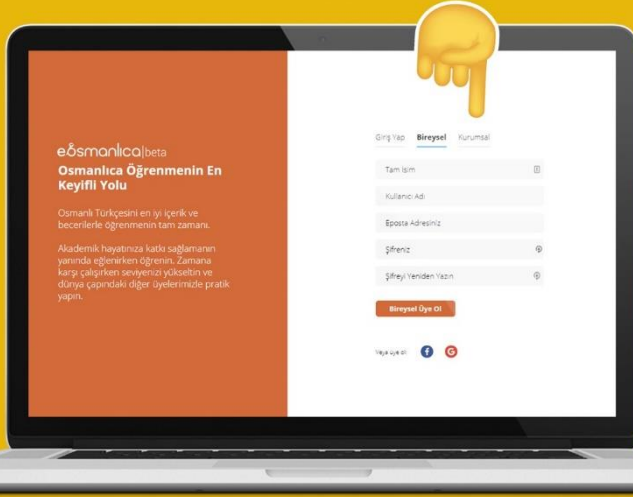 eosmanlıca|beta
Osmanlıca Öğrenmenin En
Keyifli Yolu
Osmanlı Türkçesini en iyi içerik ve
becerilerle öğrenmenin tam zamanı.
Akademik hayatınıza katkı sağlamanın
yanında eğlenirken öğrenin. Zamana
karşı çalışırken seviyenizi yükseltin ve
dünya çapındaki diğer üyelerimizle pratik
yapın.
Giriş Yap Bireysel Kurumsal
Tam İsim
Kullanıcı Adı
Eposta Adresiniz
Şifreniz
Şifreyi Yeniden Yazın
Bireysel Üye Ol
Veya üye ol: f G